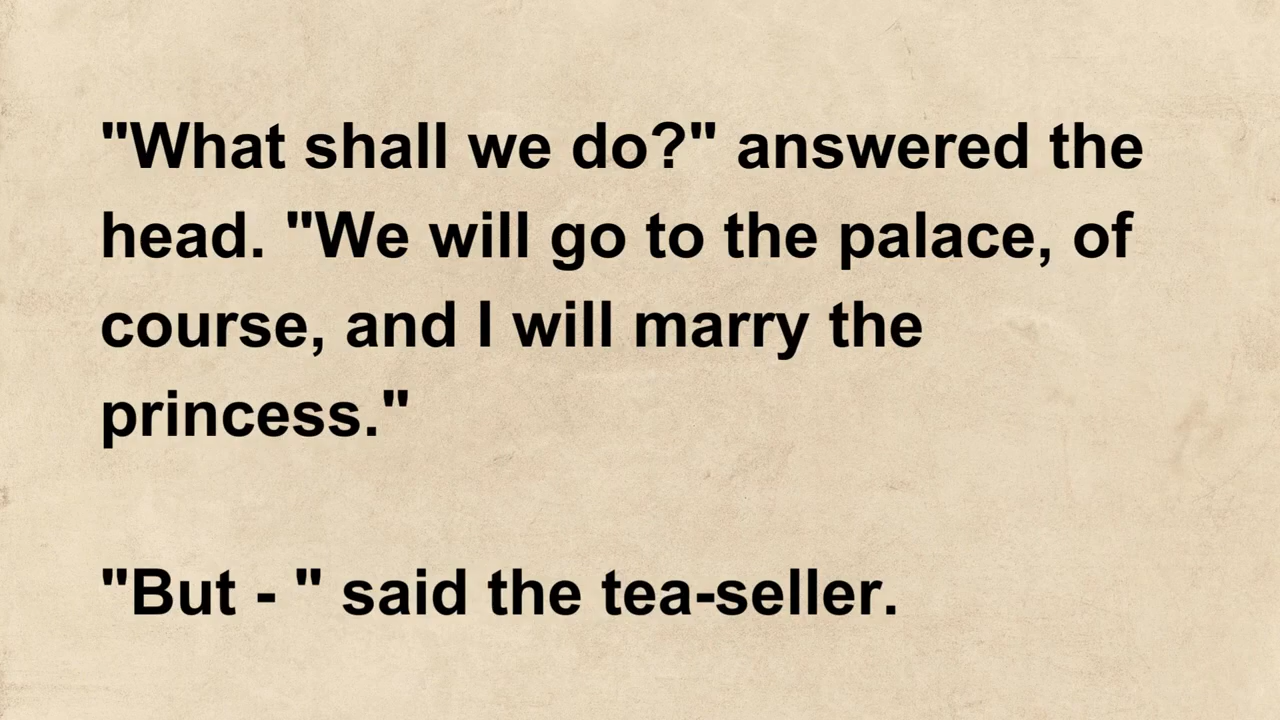 "What shall we do?" answered the
head. "We will go to the palace, of
course, and I will marry the
princess."
"But - " said the tea-seller.